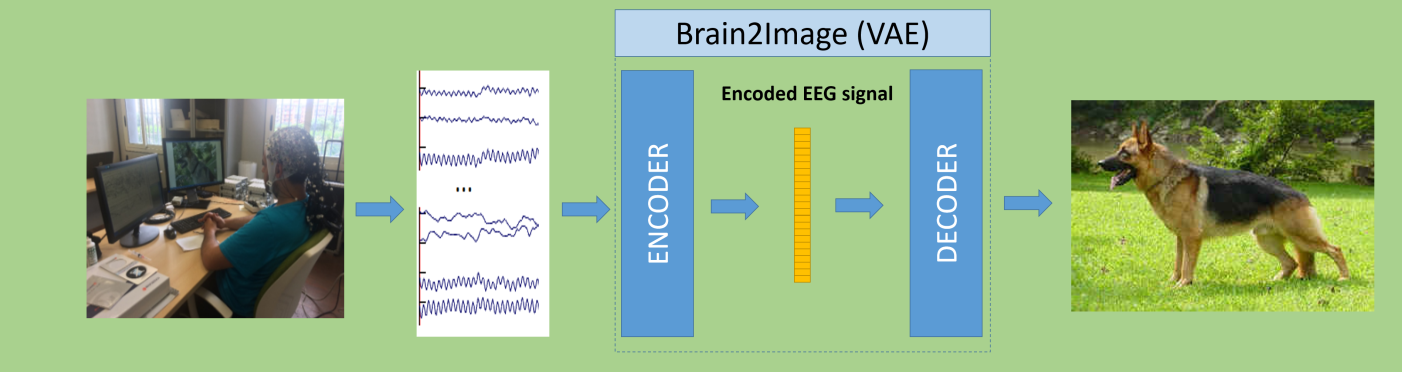 Brain2Image (VAE)
Encoded EEG signal
ENCODER
DECODER
...